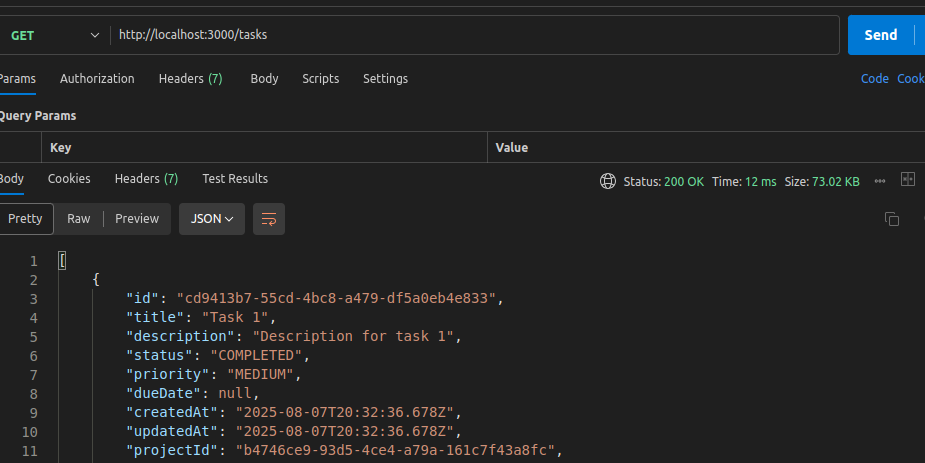 GET http://localhost:3000/tasks Send
Params Authorization Headers (7) Body Scripts Settings Code Cook
Query Params
Key Value
Body Cookies Headers (7) Test Results Status: 200 OK Time: 12 ms Size: 73.02 KB
Pretty Raw Preview JSON
1 [
2 {
3 "id": "cd9413b7-55cd-4bc8-a479-df5a0eb4e833",
4 "title": "Task 1",
5 "description": "Description for task 1",
6 "status": "COMPLETED",
7 "priority": "MEDIUM",
8 "dueDate": null,
9 "createdAt": "2025-08-07T20:32:36.678Z",
10 "updatedAt": "2025-08-07T20:32:36.678Z",
11 "projectId": "b4746ce9-93d5-4ce4-a79a-161c7f43a8fc",